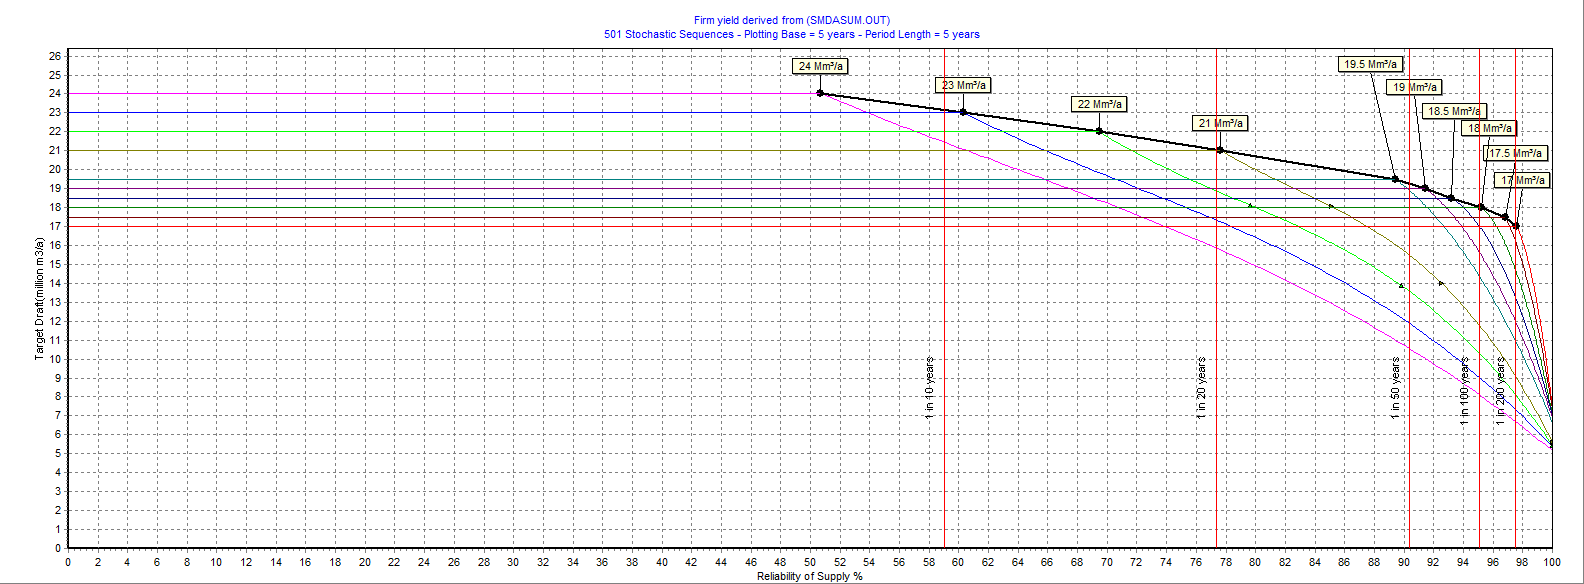 Firm yield derived from (SMDASUM.OUT)
501 Stochastic Sequences - Plotting Base = 5 years - Period Length = 5 years
24 Mm³/a
23 Mm³/a
22 Mm³/a
21 Mm³/a
19.5 Mm³/a
19 Mm³/a
18.5 Mm³/a
18 Mm³/a
17.5 Mm³/a
17 Mm³/a
26
25
24
23
22
21
20
19
18
17
16
15
14
13
12
11
10
9
8
7
6
5
4
3
2
1
0
Target Draft(million m3/a)
1 in 10 years
1 in 20 years
1 in 50 years
1 in 100 years
1 in 200 years
0 2 4 6 8 10 12 14 16 18 20 22 24 26 28 30 32 34 36 38 40 42 44 46 48 50 52 54 56 58 60 62 64 66 68 70 72 74 76 78 80 82 84 86 88 90 92 94 96 98 100
Reliability of Supply %